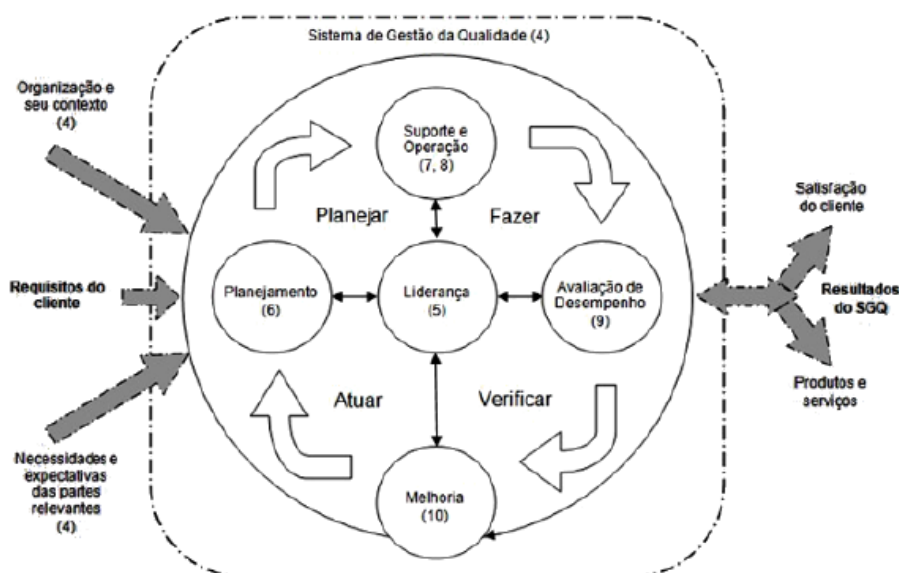 Sistema de Gestão da Qualidade (4)
Organização e
seu contexto
(4)
Suporte e
Operação
(7, 8)
Satisfação
do cliente
Planejar
Fazer
Requisitos do
cliente
Planejamento
(6)
Liderança
(5)
Avaliação de
Desempenho
(9)
Resultados
do SGQ
Atuar
Verificar
Produtos e
serviços
Necessidades e
expectativas
das partes
relevantes
(4)
Melhoria
(10)